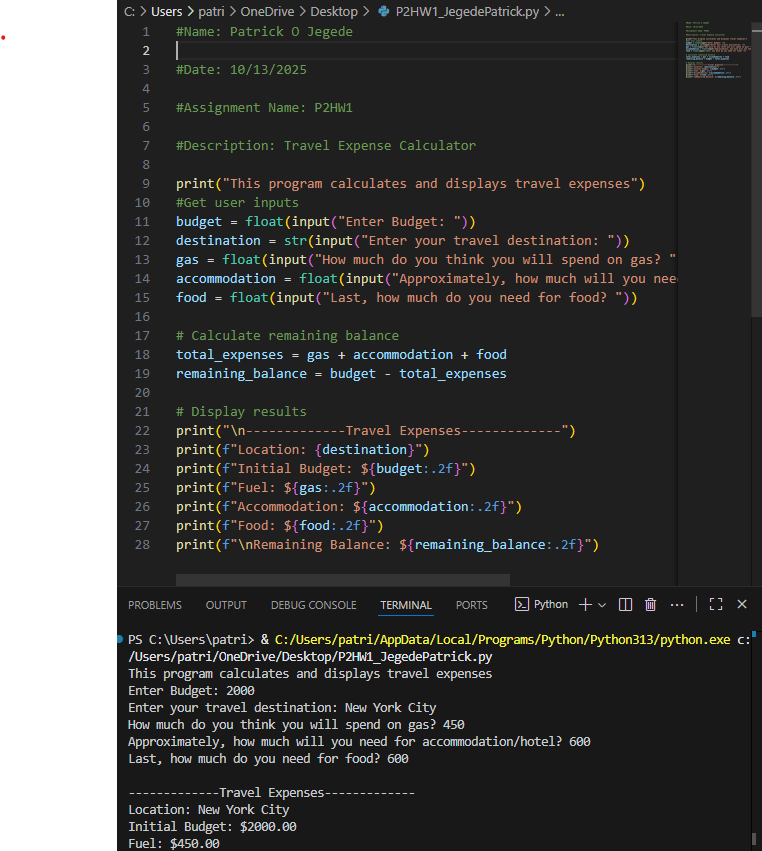 C: > Users > patri > OneDrive > Desktop > P2HW1_JegedePatrick.py > ...
1 #Name: Patrick O Jegede
2
3 #Date: 10/13/2025
4
5 #Assignment Name: P2HW1
6
7 #Description: Travel Expense Calculator
8
9 print("This program calculates and displays travel expenses")
10 #Get user inputs
11 budget = float(input("Enter Budget: "))
12 destination = str(input("Enter your travel destination: "))
13 gas = float(input("How much do you think you will spend on gas? "
14 accommodation = float(input("Approximately, how much will you nee
15 food = float(input("Last, how much do you need for food? "))
16
17 # Calculate remaining balance
18 total_expenses = gas + accommodation + food
19 remaining_balance = budget - total_expenses
20
21 # Display results
22 print("\n-------------Travel Expenses-------------")
23 print(f"Location: {destination}")
24 print(f"Initial Budget: ${budget:.2f}")
25 print(f"Fuel: ${gas:.2f}")
26 print(f"Accommodation: ${accommodation:.2f}")
27 print(f"Food: ${food:.2f}")
28 print(f"\nRemaining Balance: ${remaining_balance:.2f}")
PROBLEMS OUTPUT DEBUG CONSOLE TERMINAL PORTS Python
PS C:\Users\patri> & C:/Users/patri/AppData/Local/Programs/Python/Python313/python.exe c:
/Users/patri/OneDrive/Desktop/P2HW1_JegedePatrick.py
This program calculates and displays travel expenses
Enter Budget: 2000
Enter your travel destination: New York City
How much do you think you will spend on gas? 450
Approximately, how much will you need for accommodation/hotel? 600
Last, how much do you need for food? 600

-------------Travel Expenses-------------
Location: New York City
Initial Budget: $2000.00
Fuel: $450.00